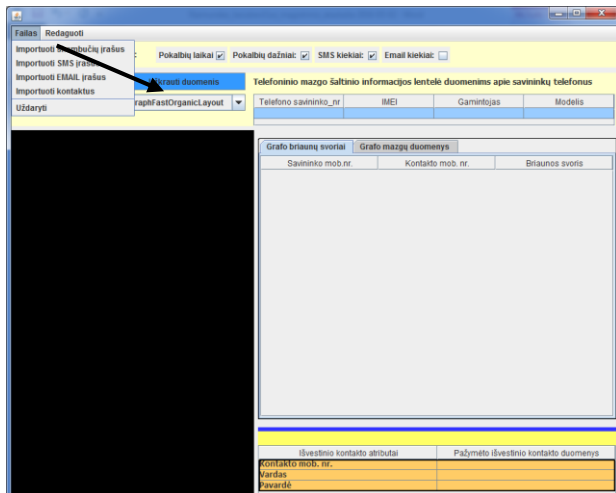 Failas Redaguoti
Importuoti įrašus
Importuoti SMS
Importuoti EMAIL įrašus
Importuoti kontaktus
Uždaryti
Pokalbių laikai Pokalbių dažniai: SMS kiekiai: Email kiekiai:
duomenis
raphFastOrganicLayout
Telefoninio mazgo šaltinio informacijos lentelė duomenims apie savininkų telefonus
Telefono savininko_nr IMEI Gamintojas Modelis
Grafo briaunų svoriai Grafo mazgų duomenys
Savininko mob.nr. Kontakto mob. nr. Briaunos svoris
Išvestinio kontakto atributai Pažymėto išvestinio kontakto duomenys
Kontakto mob. nr.
Vardas
Pavardė